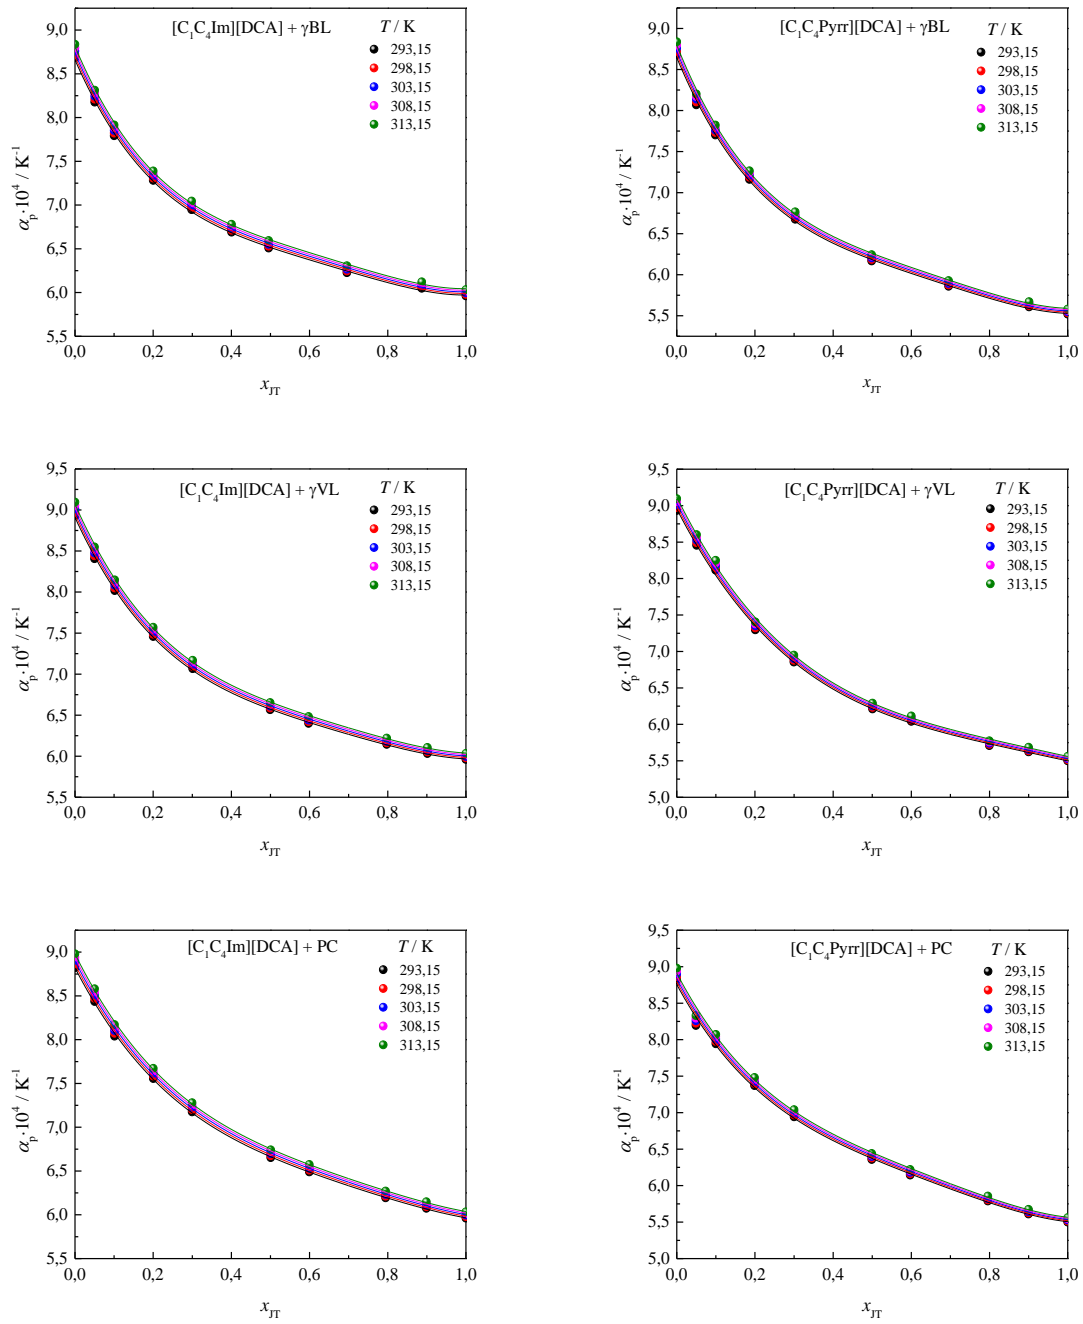 [C1C4Im][DCA] + γBL
T / K
293,15
298,15
303,15
308,15
313,15
9,0
8,5
8,0
7,5
7,0
6,5
6,0
5,5
0,0 0,2 0,4 0,6 0,8 1,0
αp·10^4 / K^-1
xJT
[C1C4Pyrr][DCA] + γBL
T / K
293,15
298,15
303,15
308,15
313,15
9,0
8,5
8,0
7,5
7,0
6,5
6,0
5,5
0,0 0,2 0,4 0,6 0,8 1,0
αp·10^4 / K^-1
xJT
[C1C4Im][DCA] + γVL
T / K
293,15
298,15
303,15
308,15
313,15
9,5
9,0
8,5
8,0
7,5
7,0
6,5
6,0
5,5
0,0 0,2 0,4 0,6 0,8 1,0
αp·10^4 / K^-1
xJT
[C1C4Pyrr][DCA] + γVL
T / K
293,15
298,15
303,15
308,15
313,15
9,5
9,0
8,5
8,0
7,5
7,0
6,5
6,0
5,5
5,0
0,0 0,2 0,4 0,6 0,8 1,0
αp·10^4 / K^-1
xJT
[C1C4Im][DCA] + PC
T / K
293,15
298,15
303,15
308,15
313,15
9,0
8,5
8,0
7,5
7,0
6,5
6,0
5,5
0,0 0,2 0,4 0,6 0,8 1,0
αp·10^4 / K^-1
xJT
[C1C4Pyrr][DCA] + PC
T / K
293,15
298,15
303,15
308,15
313,15
9,5
9,0
8,5
8,0
7,5
7,0
6,5
6,0
5,5
5,0
0,0 0,2 0,4 0,6 0,8 1,0
αp·10^4 / K^-1
xJT